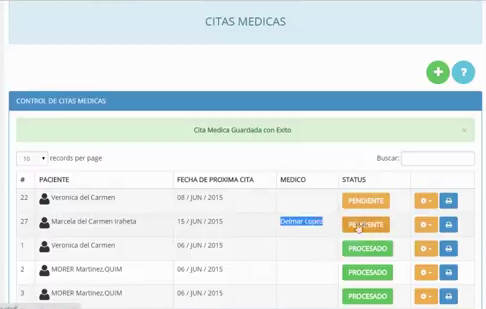 CITAS MEDICAS
+ ?
CONTROL DE CITAS MEDICAS
Cita Medica Guardada con Exito ×
10 records per page Buscar:
# PACIENTE FECHA DE PROXIMA CITA MEDICO STATUS
22 Veronica del Carmen 08 / JUN / 2015 PENDIENTE
27 Marcela del Carmen Iraheta 15 / JUN / 2015 Delmar Lopez PENDIENTE
1 Veronica del Carmen 06 / JUN / 2015 PROCESADO
2 MORER Martinez,QUIM 06 / JUN / 2015 PROCESADO
3 MORER Martinez,QUIM 06 / JUN / 2015 PROCESADO